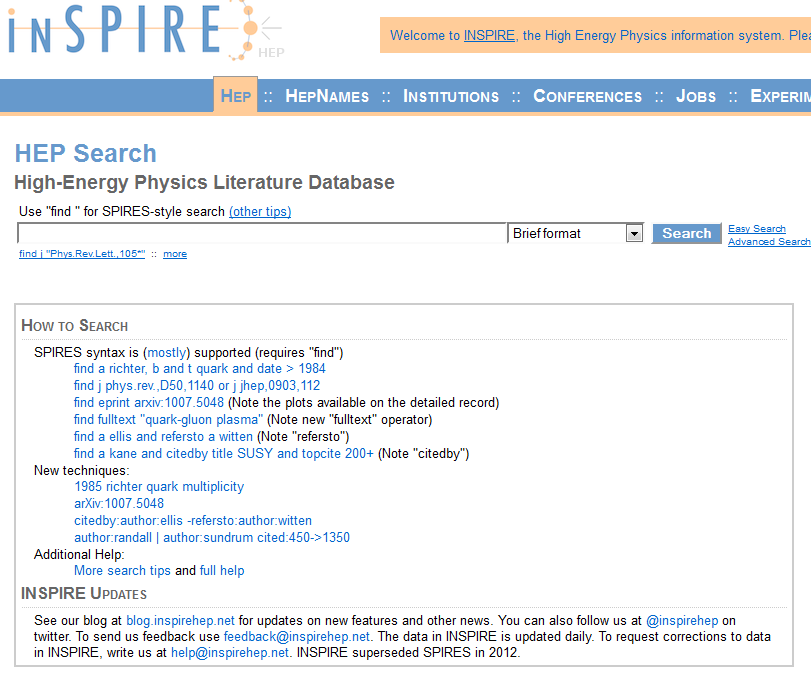 inSPIRE
HEP
Welcome to INSPIRE, the High Energy Physics information system. Plea
HEP :: HEPNAMES :: INSTITUTIONS :: CONFERENCES :: JOBS :: EXPERIM
HEP Search
High-Energy Physics Literature Database
Use "find " for SPIRES-style search (other tips)
Brief format Search Easy Search
Advanced Search
find j "Phys.Rev.Lett.,105*" :: more
HOW TO SEARCH
SPIRES syntax is (mostly) supported (requires "find")
find a richter, b and t quark and date > 1984
find j phys.rev.,D50,1140 or j jhep,0903,112
find eprint arxiv:1007.5048 (Note the plots available on the detailed record)
find fulltext "quark-gluon plasma" (Note new "fulltext" operator)
find a ellis and refersto a witten (Note "refersto")
find a kane and citedby title SUSY and topcite 200+ (Note "citedby")
New techniques:
1985 richter quark multiplicity
arXiv:1007.5048
citedby:author:ellis -refersto:author:witten
author:randall | author:sundrum cited:450->1350
Additional Help:
More search tips and full help
INSPIRE UPDATES
See our blog at blog.inspirehep.net for updates on new features and other news. You can also follow us at @inspirehep on
twitter. To send us feedback use feedback@inspirehep.net. The data in INSPIRE is updated daily. To request corrections to data
in INSPIRE, write us at help@inspirehep.net. INSPIRE superseded SPIRES in 2012.